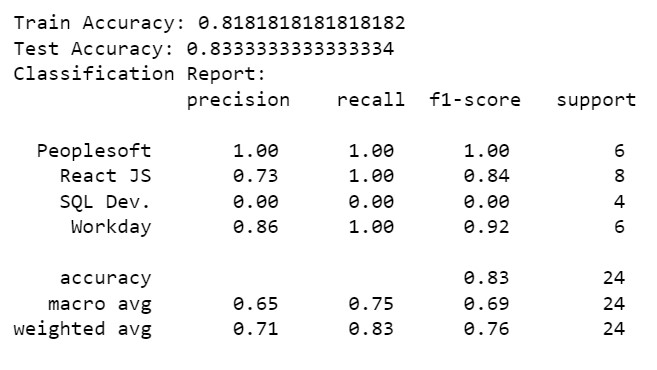 Train Accuracy: 0.8181818181818182
Test Accuracy: 0.8333333333333334
Classification Report:
precision recall f1-score support
Peoplesoft 1.00 1.00 1.00 6
React JS 0.73 1.00 0.84 8
SQL Dev. 0.00 0.00 0.00 4
Workday 0.86 1.00 0.92 6
accuracy 0.83 24
macro avg 0.65 0.75 0.69 24
weighted avg 0.71 0.83 0.76 24